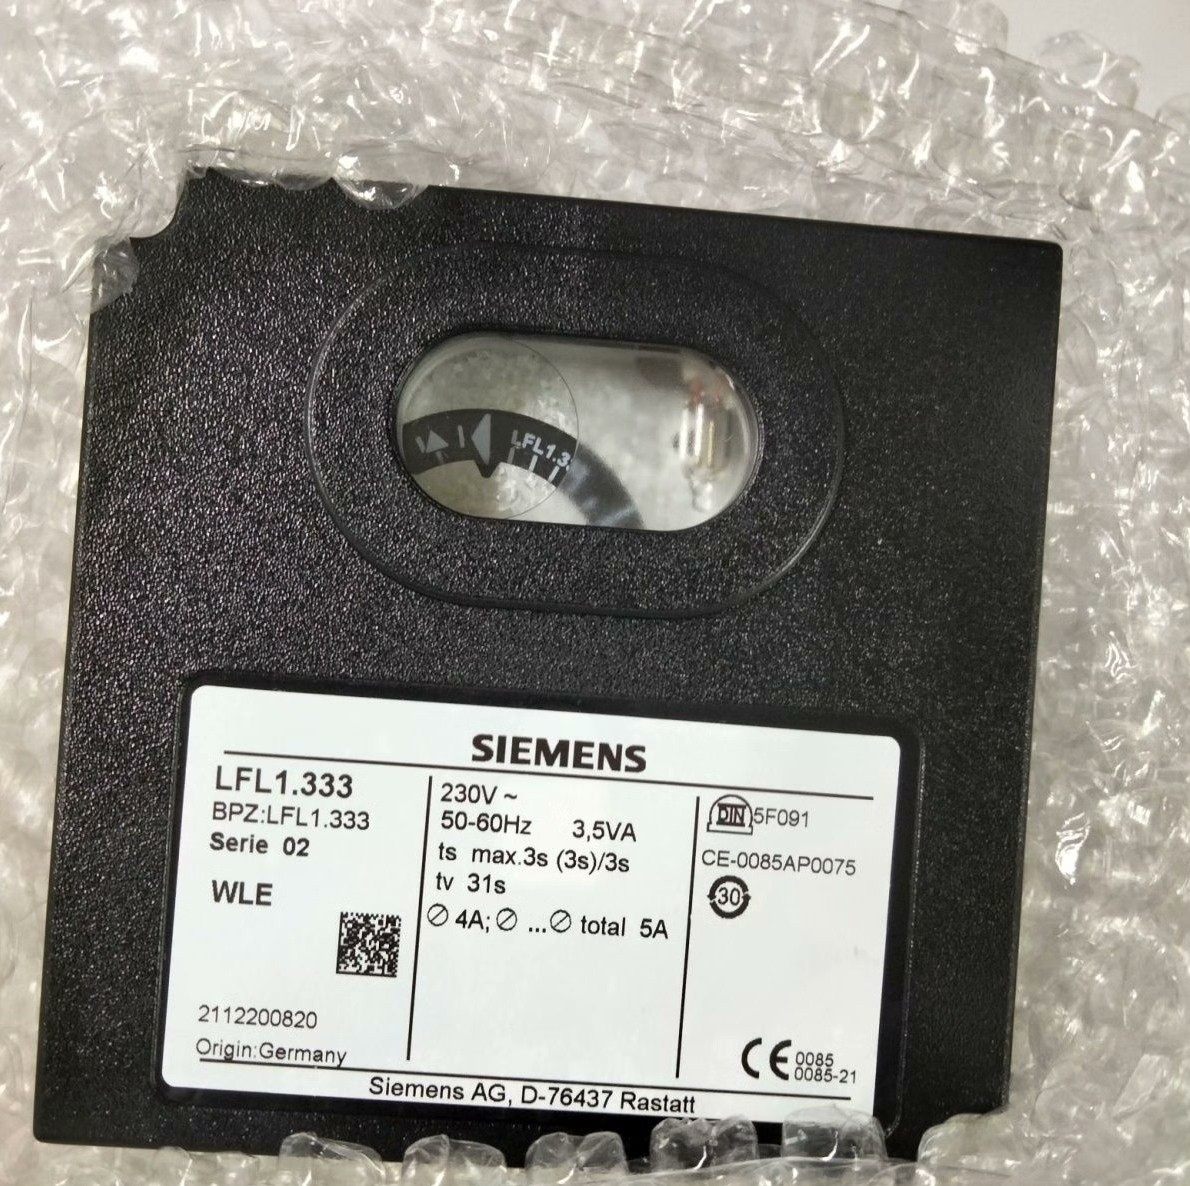 LFL1.3
SIEMENS
LFL1.333
BPZ:LFL1.333
Serie 02
WLE
2112200820
Origin:Germany
230V ~
50-60Hz 3,5VA
ts max.3s (3s)/3s
tv 31s
∅ 4A; ∅ ...∅ total 5A
DIN 5F091
CE-0085AP0075
30
CE 0085
0085-21
Siemens AG, D-76437 Rastatt